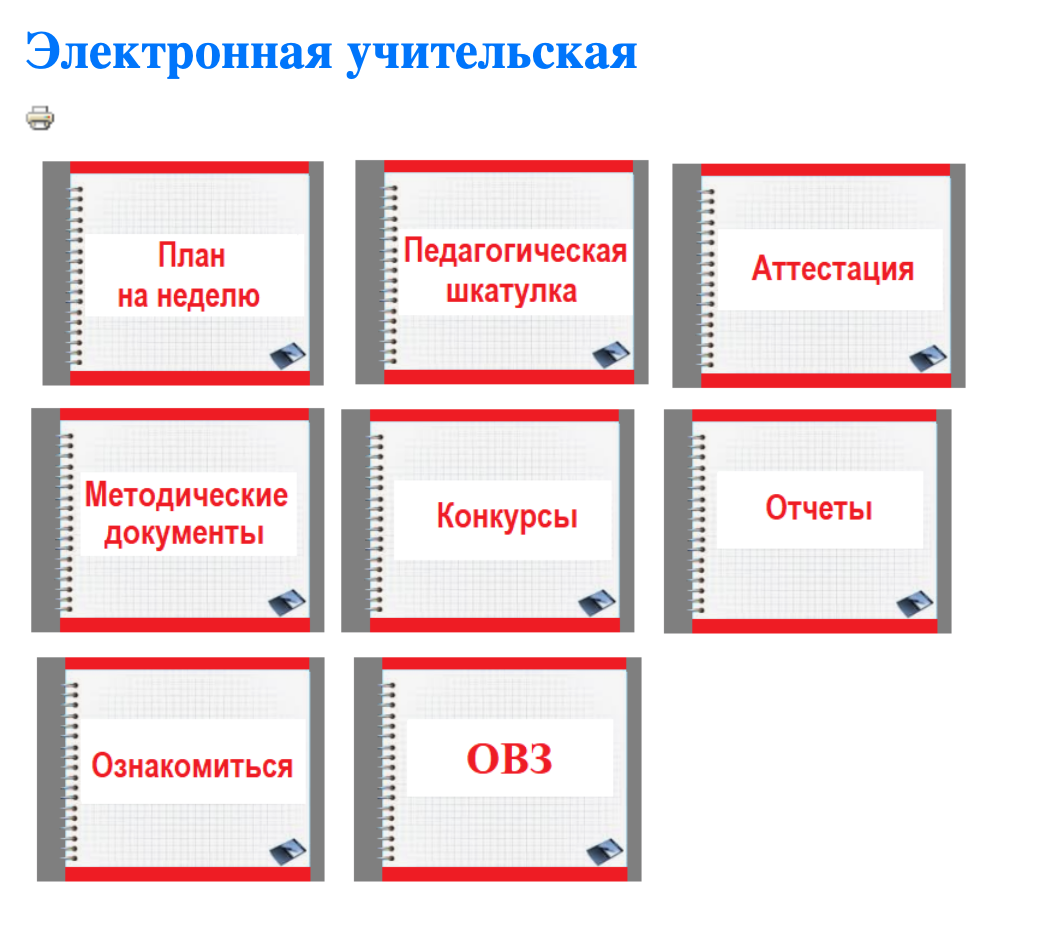 Электронная учительская
План
на неделю
Педагогическая
шкатулка
Аттестация
Методические
документы
Конкурсы
Отчеты
Ознакомиться
ОВЗ